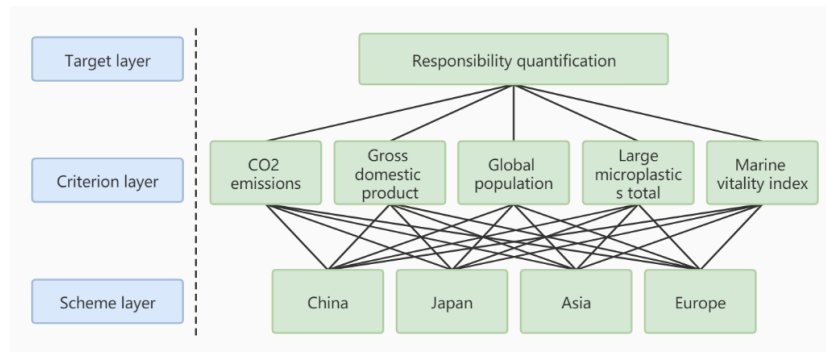 Target layer
Responsibility quantification
Criterion layer
CO2
emissions
Gross
domestic
product
Global
population
Large
microplastic
s total
Marine
vitality index
Scheme layer
China
Japan
Asia
Europe